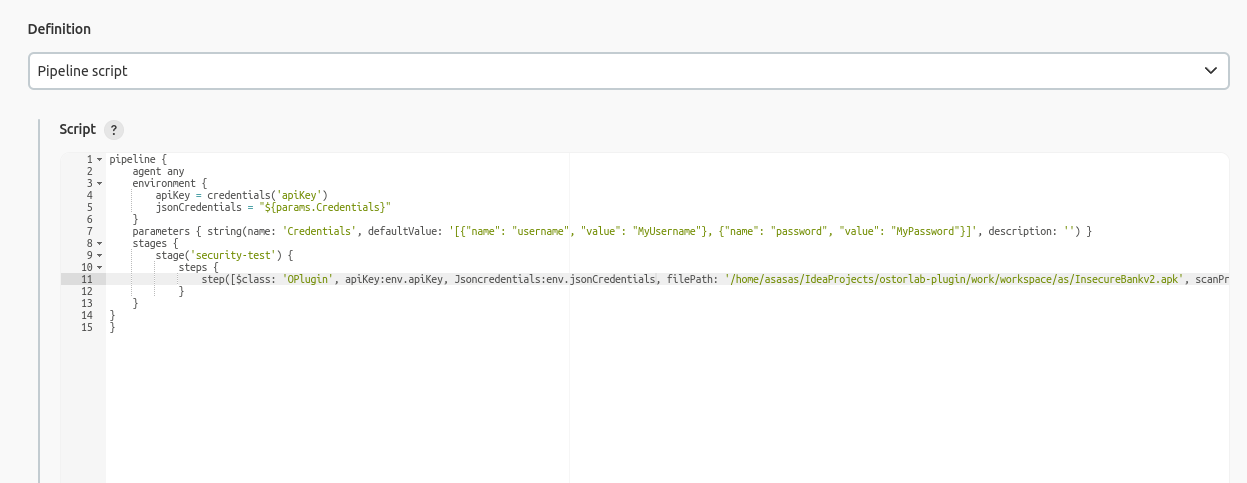 Definition
Pipeline script
Script ?
1 pipeline {
2     agent any
3     environment {
4         apiKey = credentials('apiKey')
5         jsonCredentials = "${params.Credentials}"
6     }
7     parameters { string(name: 'Credentials', defaultValue: '[{"name": "username", "value": "MyUsername"}, {"name": "password", "value": "MyPassword"}]', description: '') }
8     stages {
9         stage('security-test') {
10             steps {
11                 step([$class: 'OPlugin', apiKey:env.apiKey, Jsoncredentials:env.jsonCredentials, filePath: '/home/asasas/IdeaProjects/ostorlab-plugin/work/workspace/as/InsecureBankv2.apk', scanPr
12             }
13     }
14 }
15 }